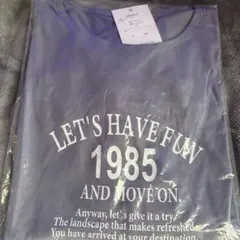 LET'S HAVE FUN
1985
AND MOVE ON.
Anyway, let's give it a try.
The landscape that makes refreshed.
You have arrived at your destination.